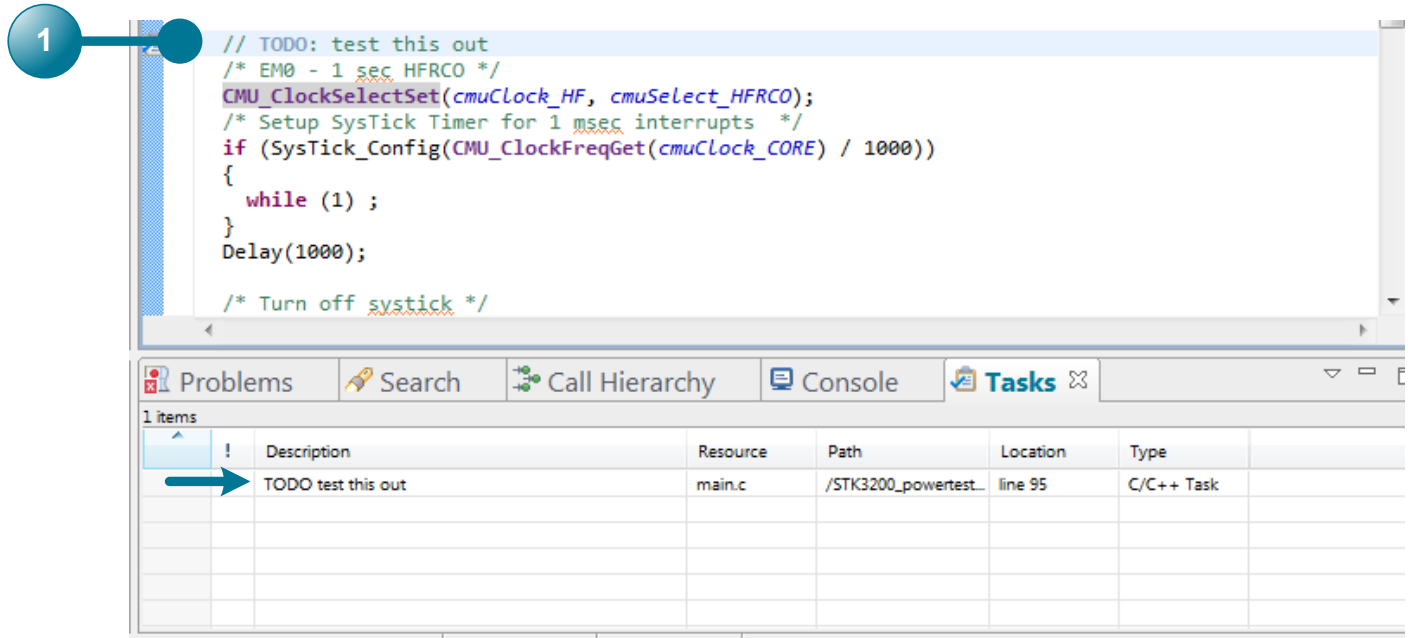 1
// TODO: test this out
/* EM0 - 1 sec HFRCO */
CMU_ClockSelectSet(cmuClock_HF, cmuSelect_HFRCO);
/* Setup SysTick Timer for 1 msec interrupts  */
if (SysTick_Config(CMU_ClockFreqGet(cmuClock_CORE) / 1000))
{
while (1) ;
}
Delay(1000);
/* Turn off systick */
Problems Search Call Hierarchy Console Tasks
1 items
! Description Resource Path Location Type
TODO test this out main.c /STK3200_powertest... line 95 C/C++ Task